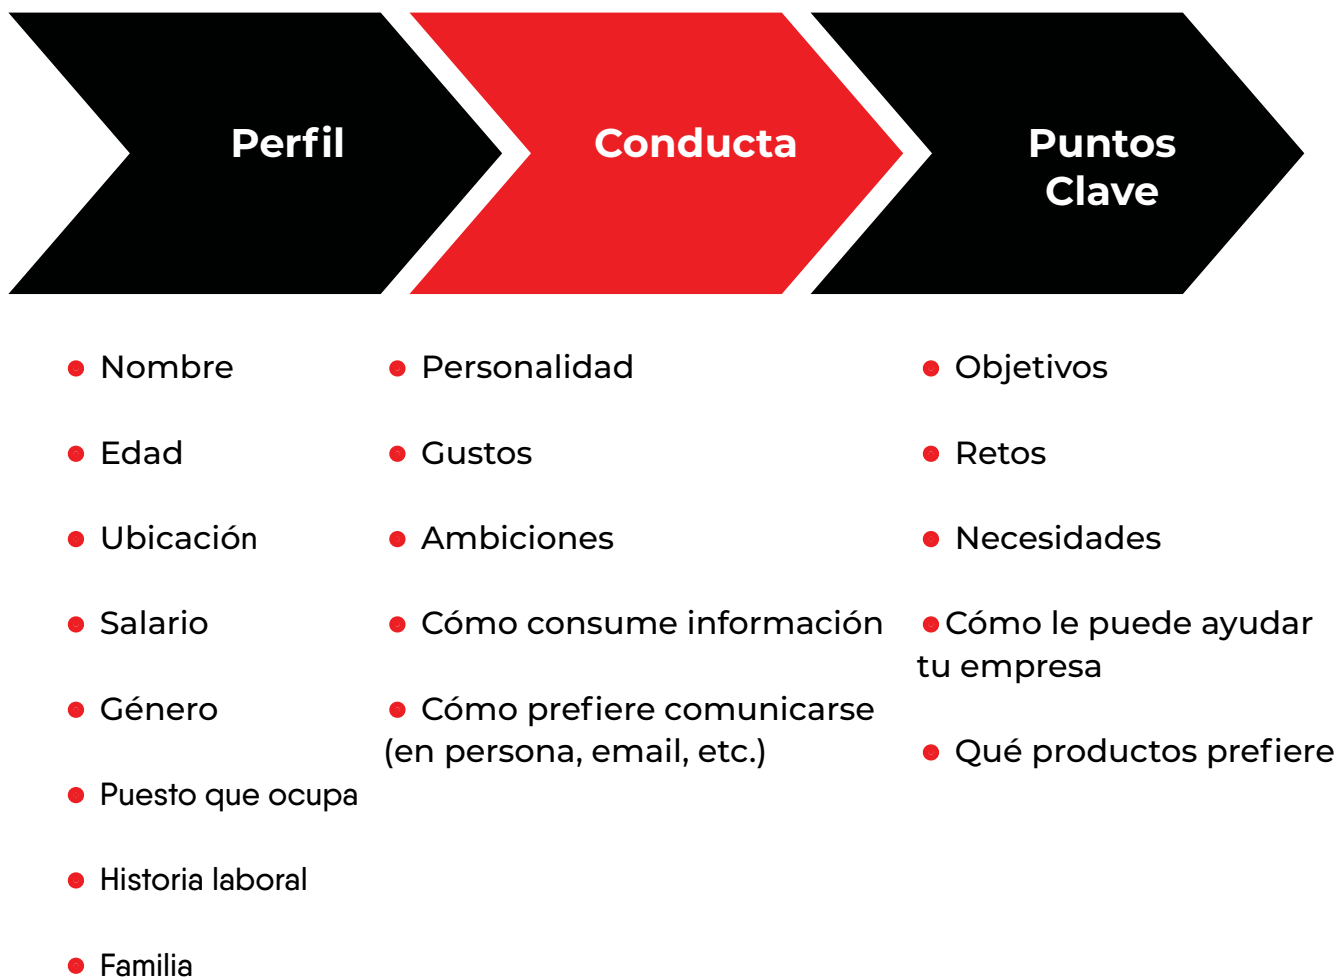 Perfil
Conducta
Puntos
Clave
● Nombre
● Edad
● Ubicación
● Salario
● Género
● Puesto que ocupa
● Historia laboral
● Familia
● Personalidad
● Gustos
● Ambiciones
● Cómo consume información
● Cómo prefiere comunicarse
(en persona, email, etc.)
● Objetivos
● Retos
● Necesidades
● Cómo le puede ayudar
tu empresa
● Qué productos prefiere